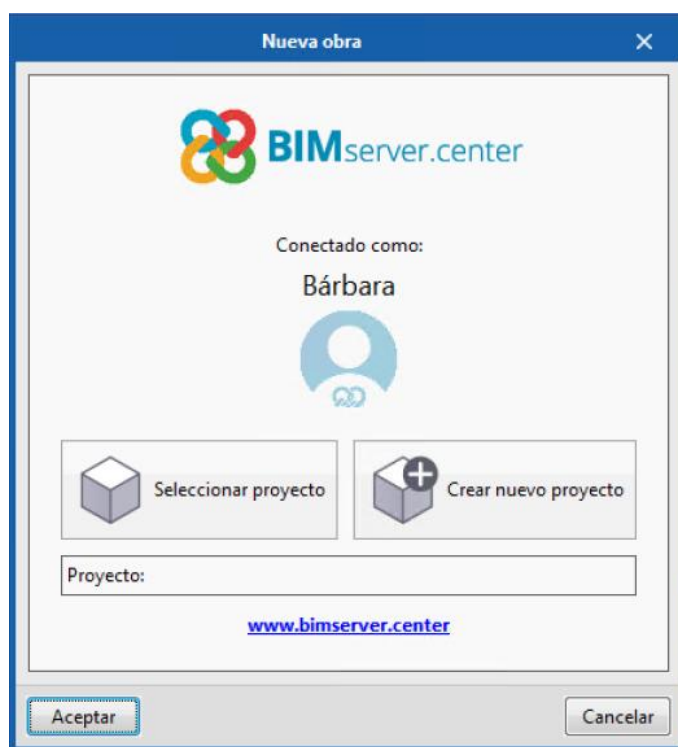 Nueva obra
BIMserver.center
Conectado como:
Bárbara
Seleccionar proyecto
Crear nuevo proyecto
Proyecto:
www.bimserver.center
Aceptar
Cancelar